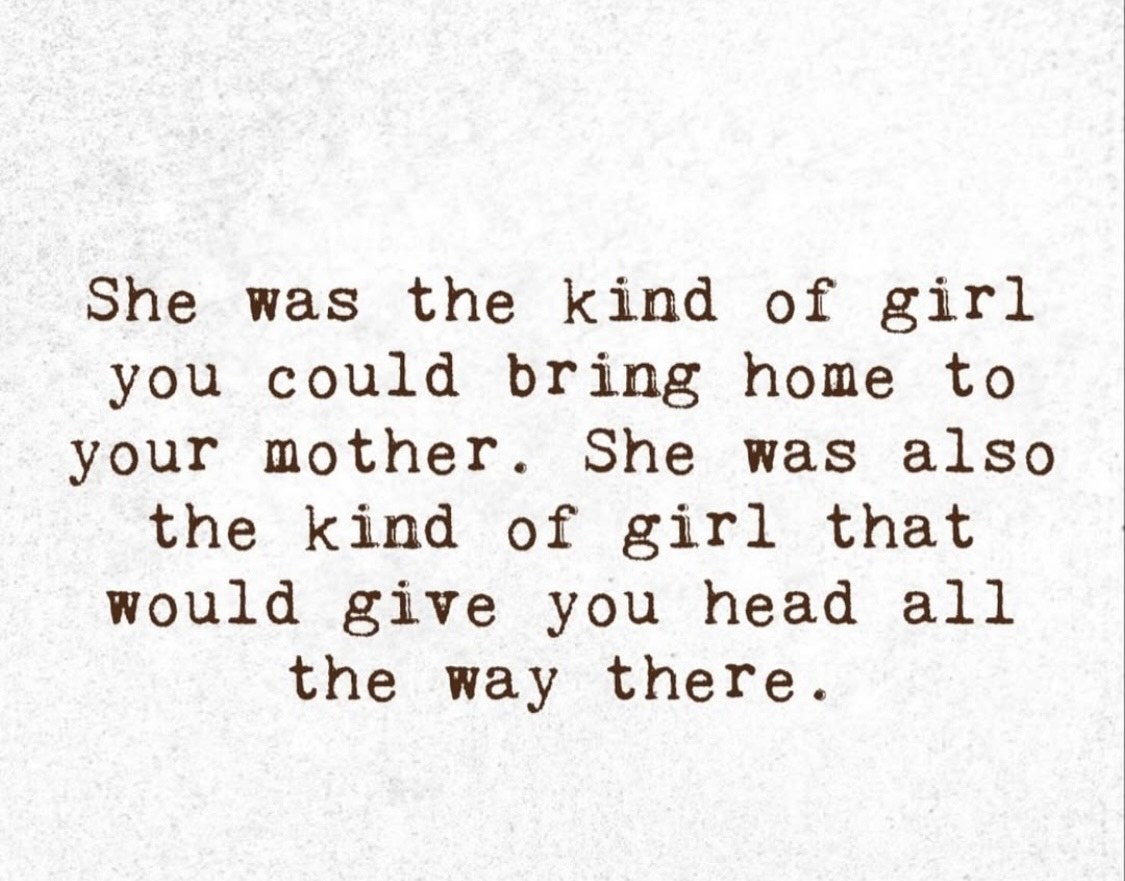 She was the kind of girl
you could bring home to
your mother. She was also
the kind of girl that
would give you head all
the way there.